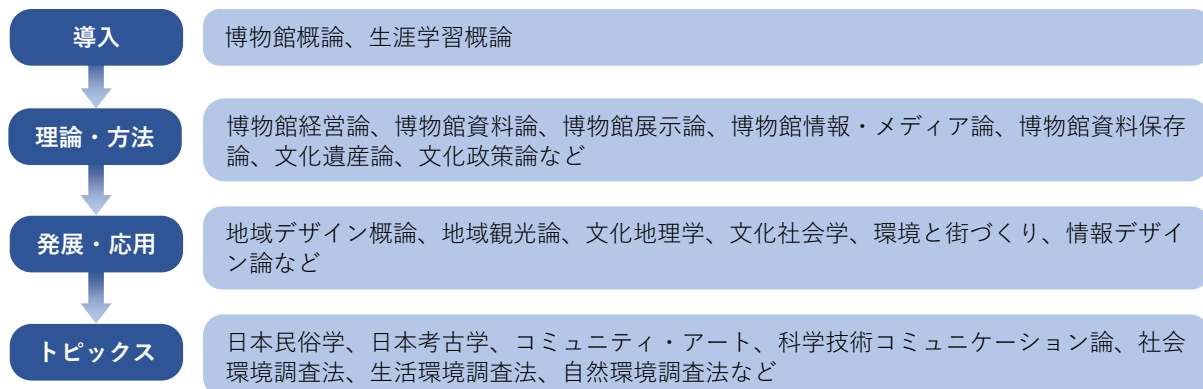 導入
博物館概論、生涯学習概論
理論・方法
博物館経営論、博物館資料論、博物館展示論、博物館情報・メディア論、博物館資料保存
論、文化遺産論、文化政策論など
発展・応用
地域デザイン概論、地域観光論、文化地理学、文化社会学、環境と街づくり、情報デザイ
ン論など
トピックス
日本民俗学、日本考古学、コミュニティ・アート、科学技術コミュニケーション論、社会
環境調査法、生活環境調査法、自然環境調査法など